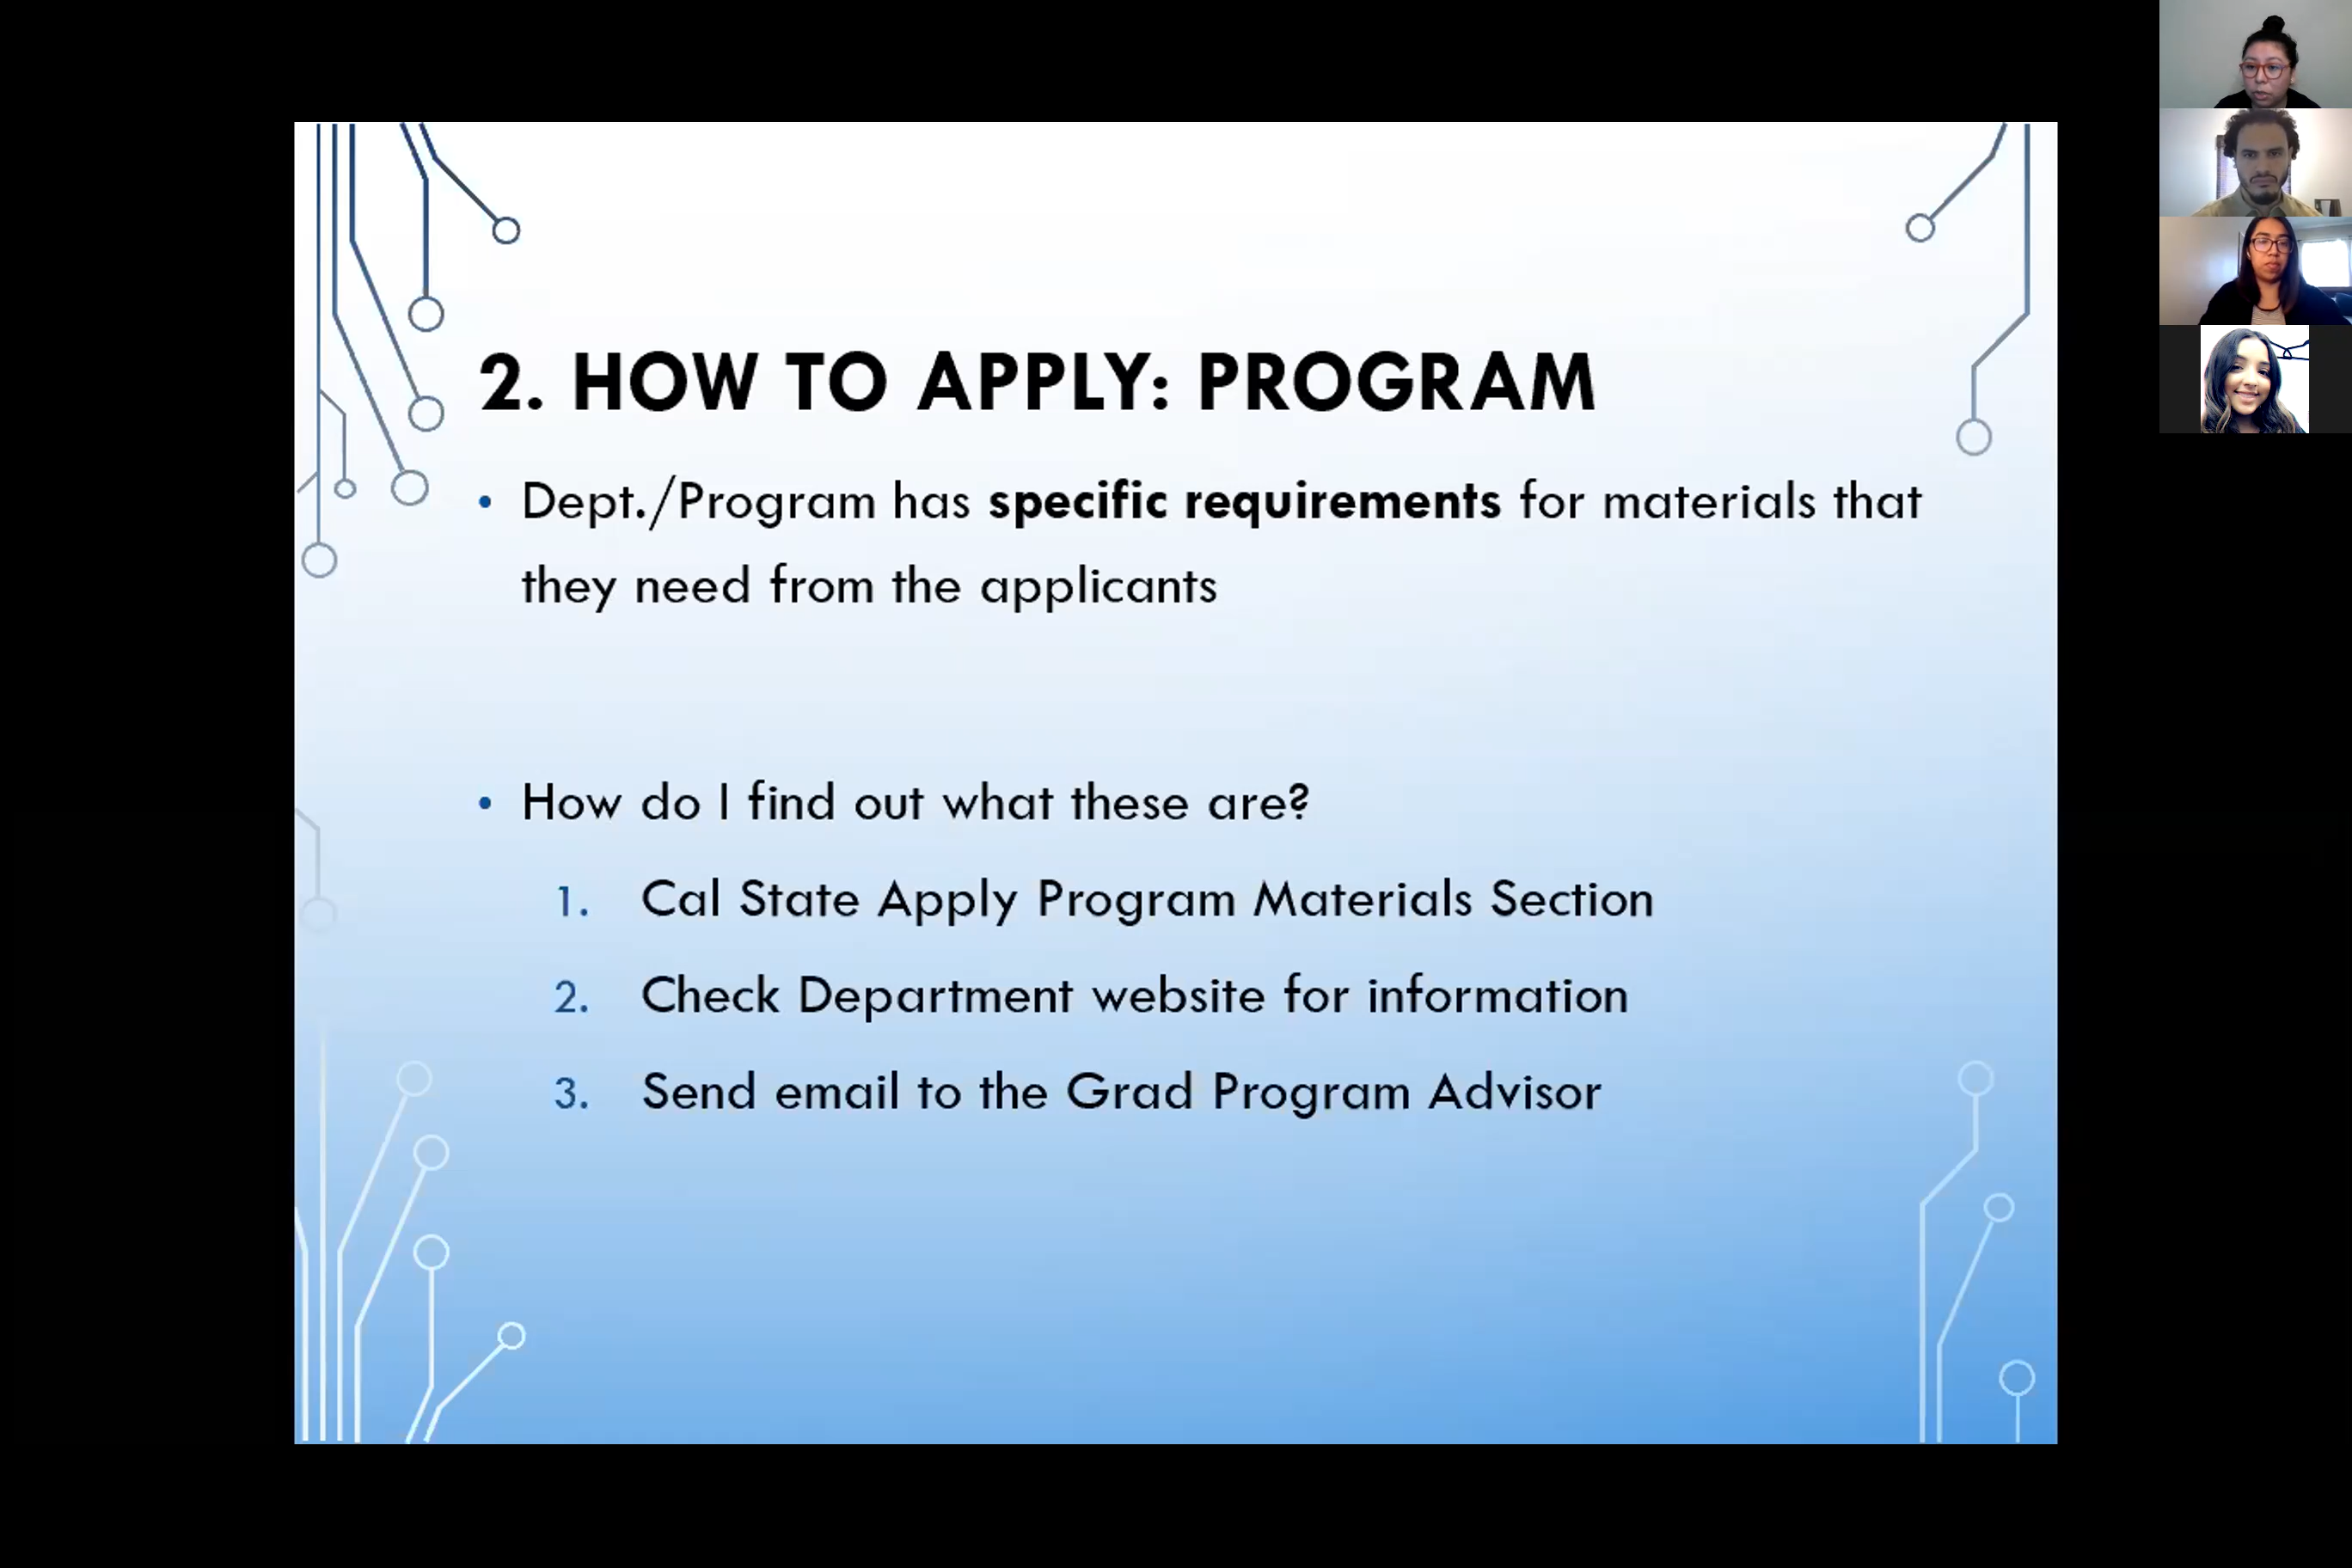 2. HOW TO APPLY: PROGRAM
• Dept./Program has specific requirements for materials that
they need from the applicants
• How do I find out what these are?
1. Cal State Apply Program Materials Section
2. Check Department website for information
3. Send email to the Grad Program Advisor